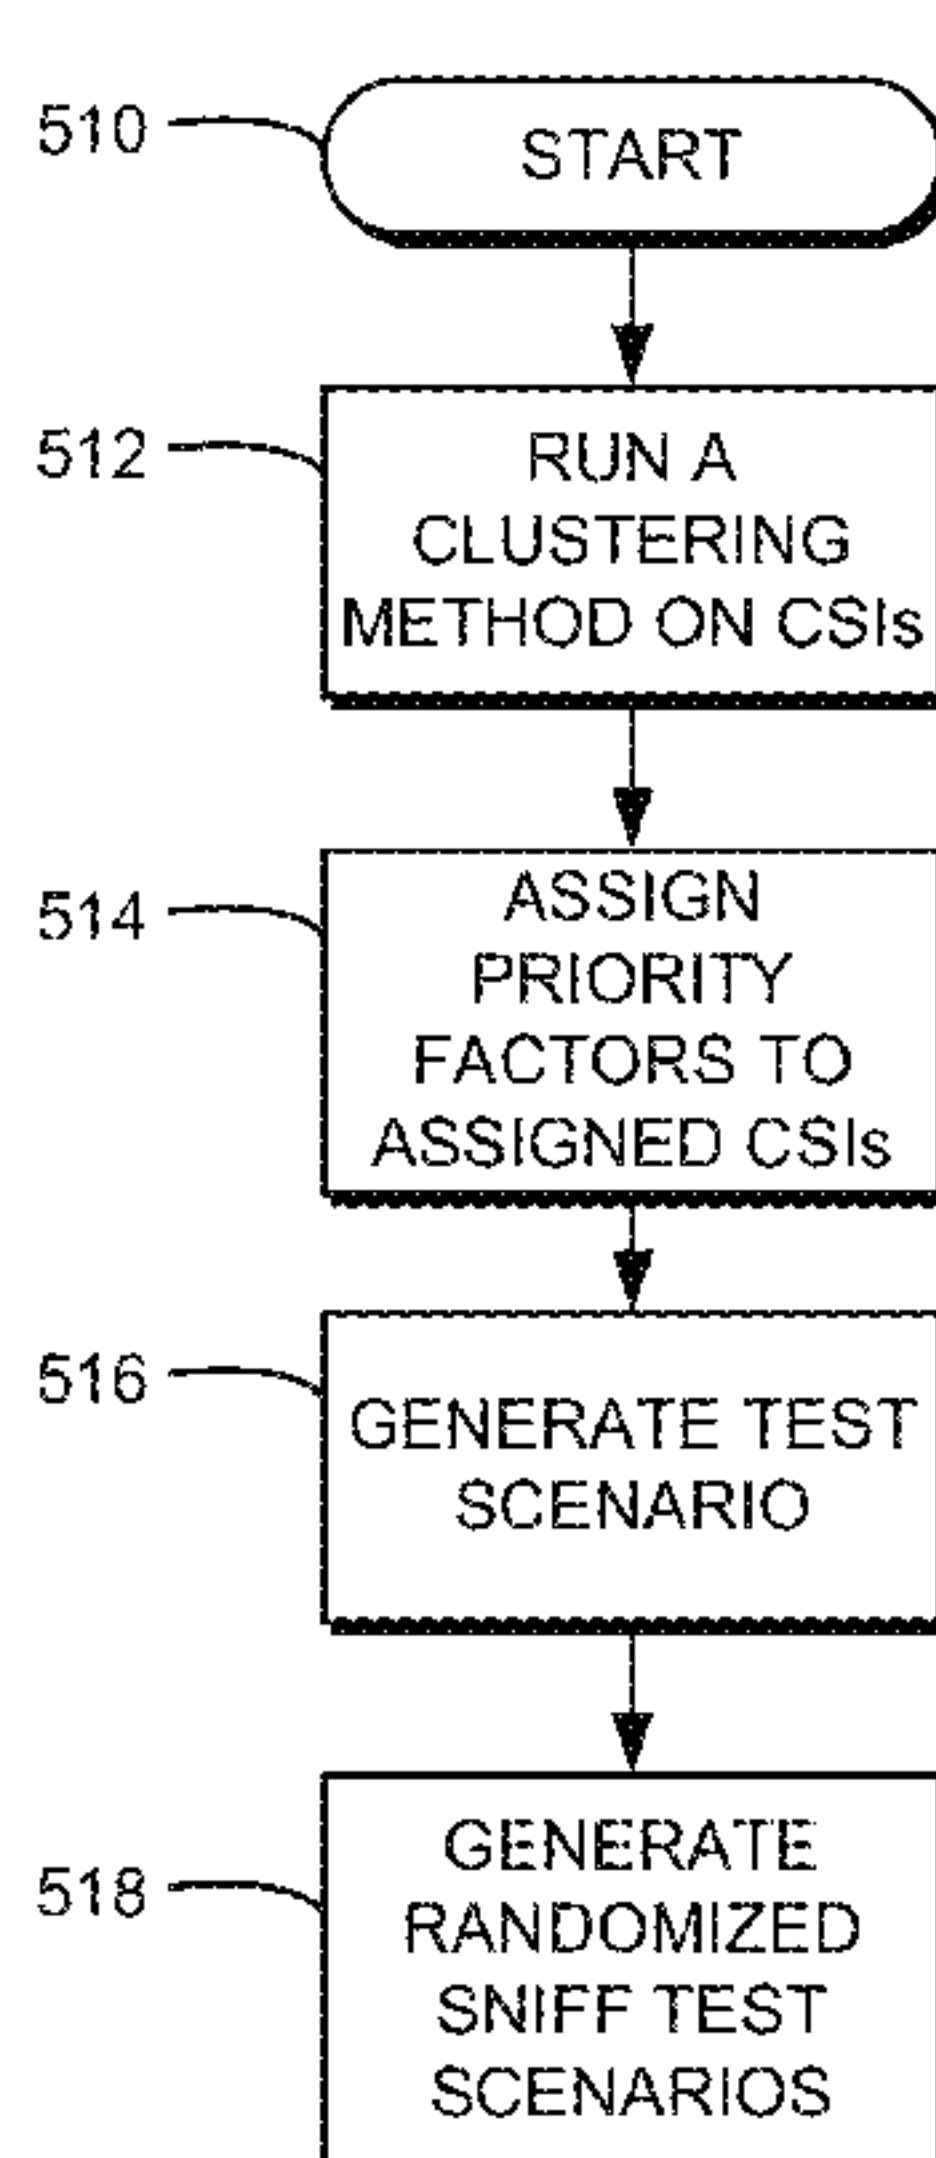 510
START
512
RUN A
CLUSTERING
METHOD ON CSIs
514
ASSIGN
PRIORITY
FACTORS TO
ASSIGNED CSIs
516
GENERATE TEST
SCENARIO
518
GENERATE
RANDOMIZED
SNIFF TEST
SCENARIOS